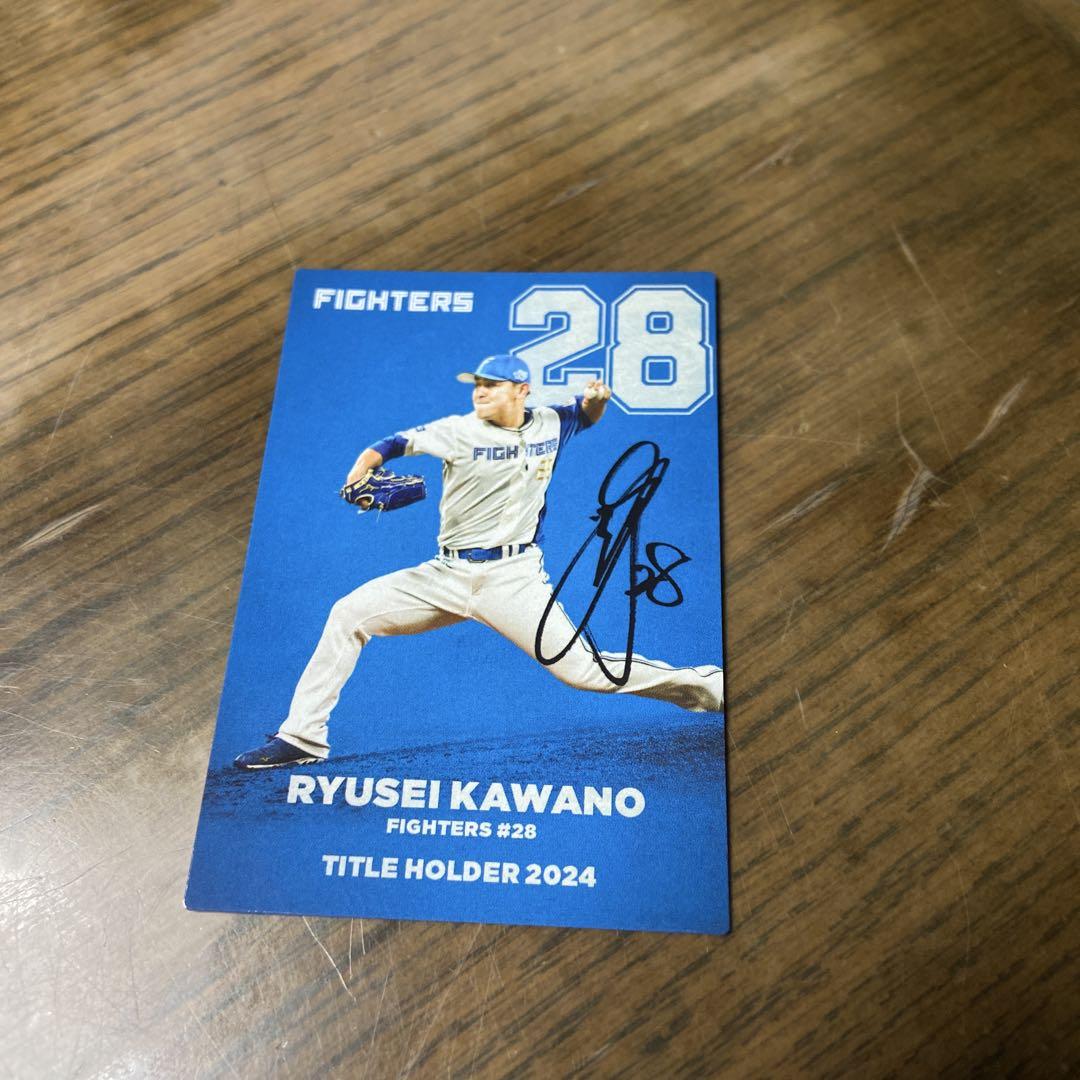 FIGHTERS
28
FIGHTERS
28
RYUSEI KAWANO
FIGHTERS #28
TITLE HOLDER 2024